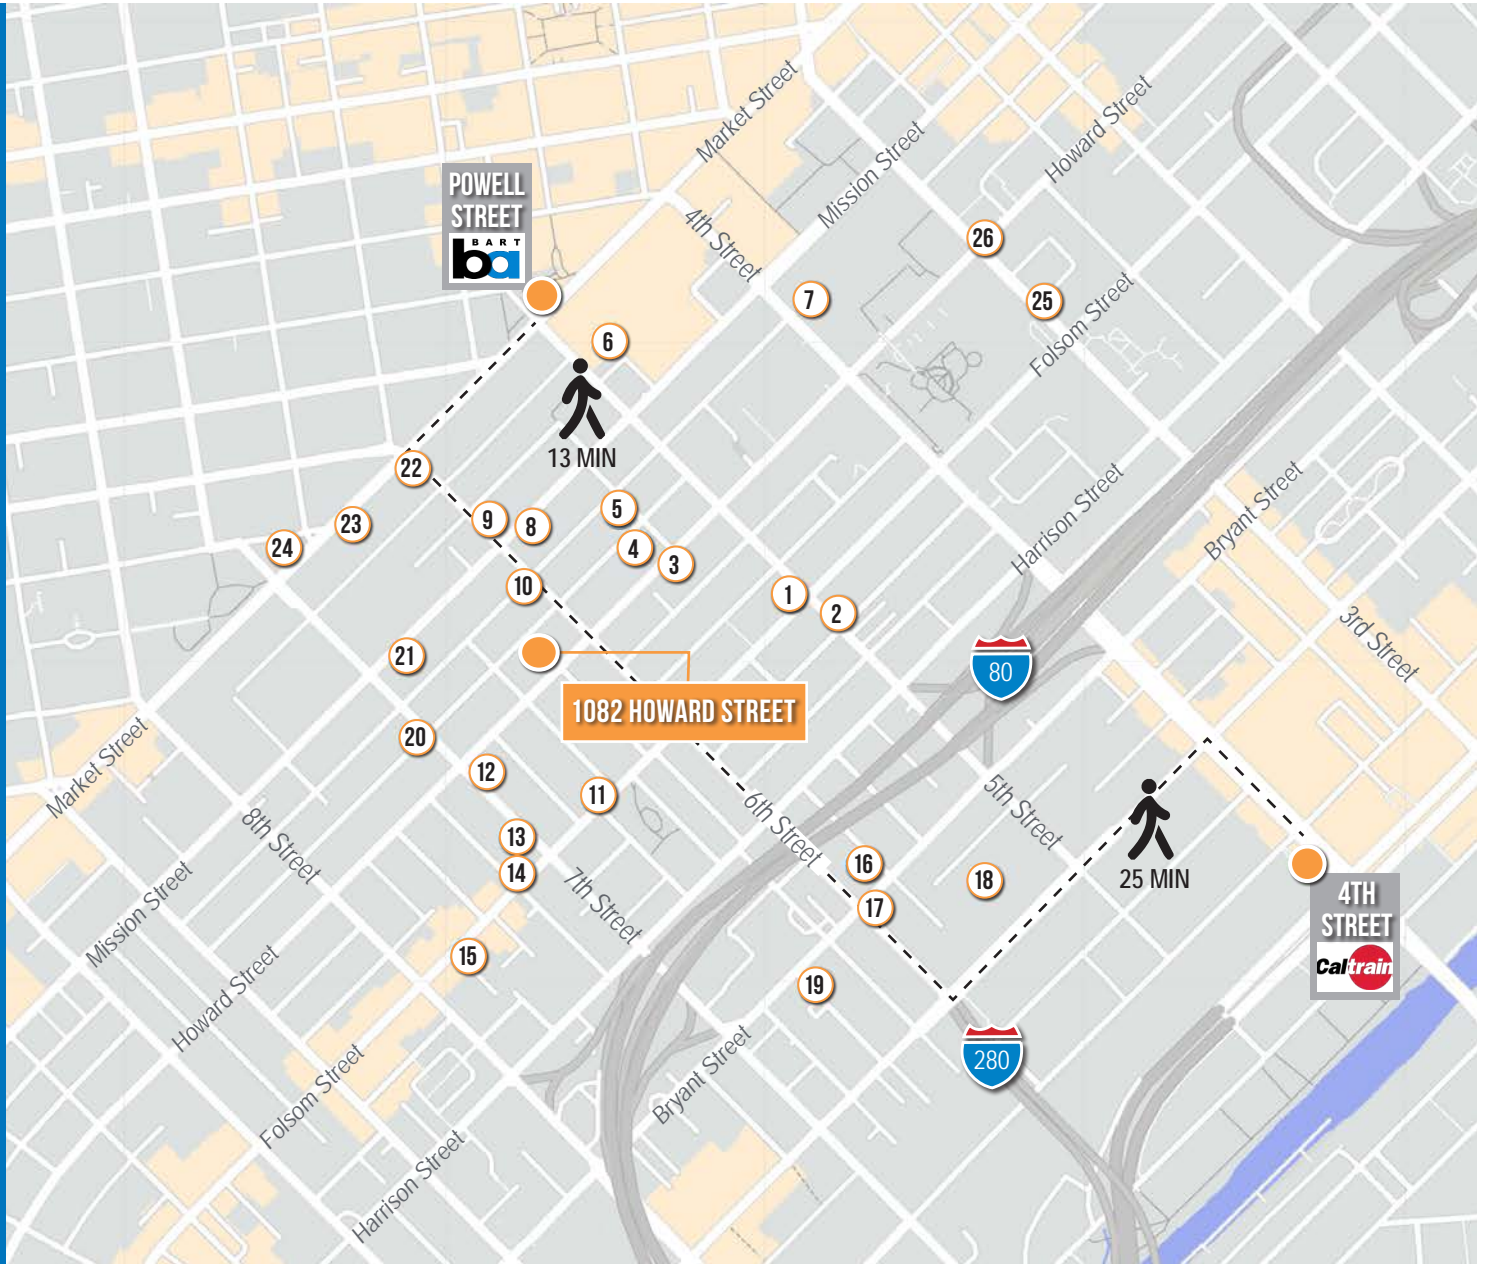 Market Street
Howard Street
Mission Street
POWELL
STREET
BART
ba
4th Street
26
25
7
Folsom Street
6
13 MIN
22
Harrison Street
Bryant Street
5
9
8
23
24
4
3
10
1
2
3rd Street
21
80
1082 HOWARD STREET
20
Market Street
12
11
6th Street
5th Street
8th Street
13
14
7th Street
16
17
18
25 MIN
4TH
STREET
Caltrain
Mission Street
15
19
Howard Street
280
Bryant Street
Folsom Street
Harrison Street